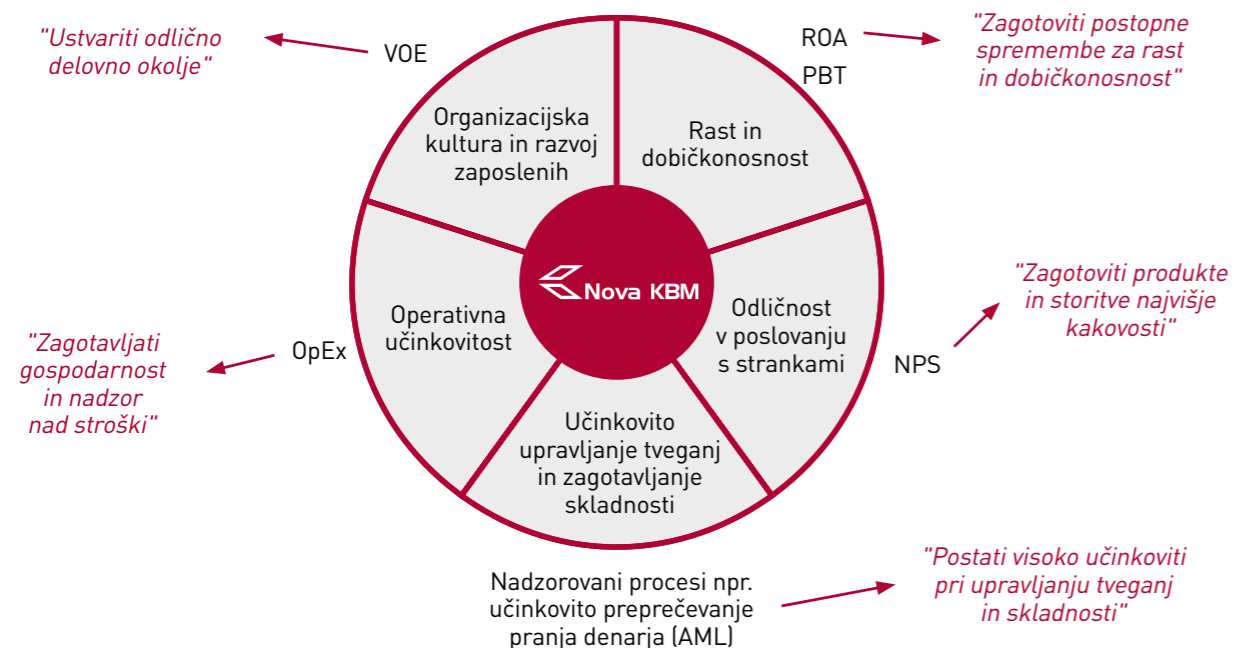 "Ustvariti odlično
delovno okolje"
VOE
ROA
PBT
"Zagotoviti postopne
spremembe za rast
in dobičkonosnost"
Organizacijska
kultura in razvoj
zaposlenih
Rast in
dobičkonosnost
Nova KBM
Operativna
učinkovitost
Odličnost
v poslovanju
s strankami
"Zagotoviti produkte
in storitve najvišje
kakovosti"
NPS
OpEx
"Zagotavljati
gospodarnost
in nadzor
nad stroški"
Učinkovito
upravljanje tveganj
in zagotavljanje
skladnosti
Nadzorovani procesi npr.
učinkovito preprečevanje
pranja denarja (AML)
"Postati visoko učinkoviti
pri upravljanju tveganj
in skladnosti"